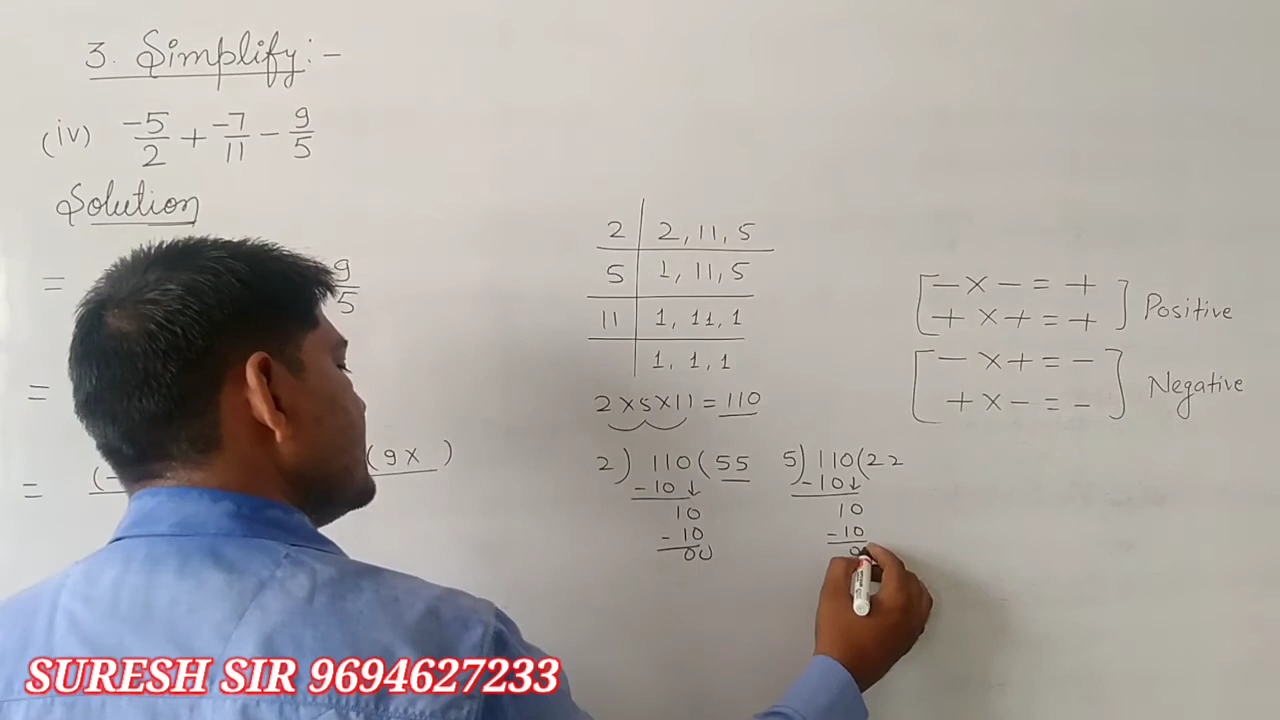 3. Simplify:-
(iv) -5/2 + -7/11 - 9/5
Solution
= 9/5
=
= (- (9×  )
2 | 2, 11, 5
5 | 1, 11, 5
11 | 1, 11, 1
1, 1, 1
2×5×11 = 110
2) 110 (55
-10↓
10
-10
00
5) 110 (22
-10↓
10
-10
0
[- × - = +
+ × + = +] Positive
[- × + = -
+ × - = -] Negative
SURESH SIR 9694627233